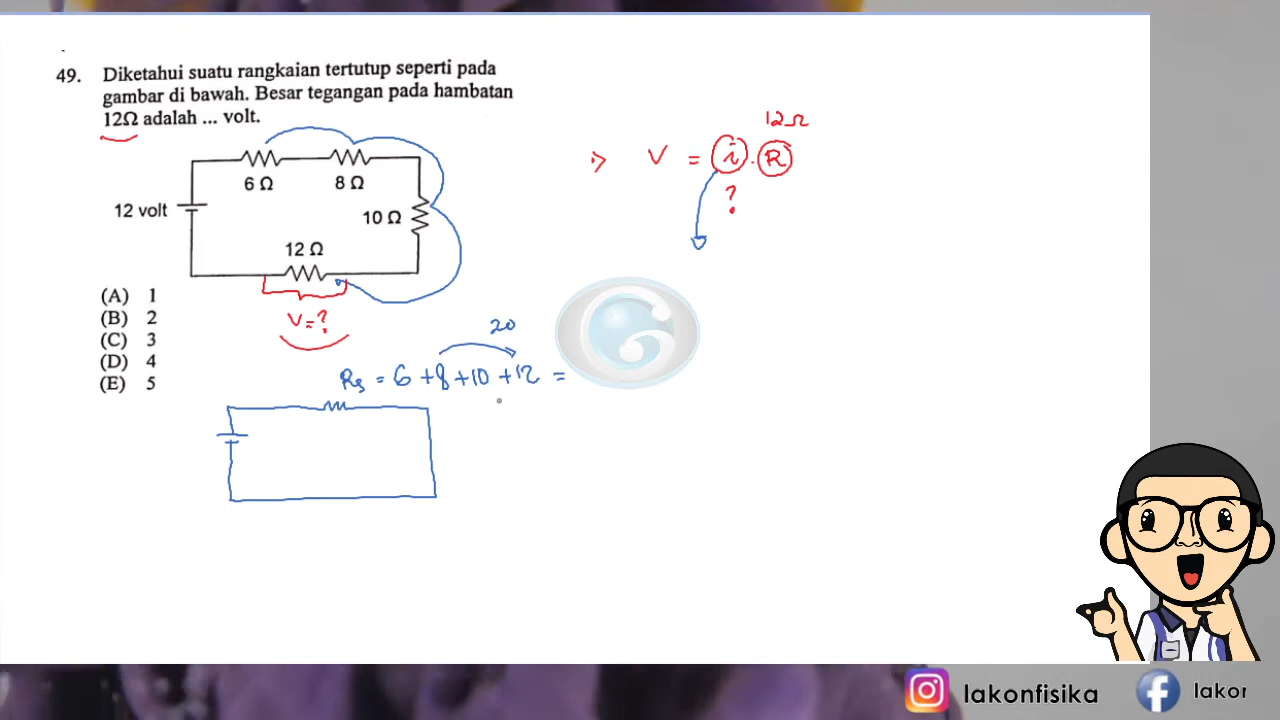 49. Diketahui suatu rangkaian tertutup seperti pada
gambar di bawah. Besar tegangan pada hambatan
12Ω adalah ... volt.
6 Ω
8 Ω
12 volt
10 Ω
12 Ω
V = ?
(A) 1
(B) 2
(C) 3
(D) 4
(E) 5
12 Ω
V = i . R
?
20
Rs = 6 + 8 + 10 + 12 =
lakonfisika
lakor